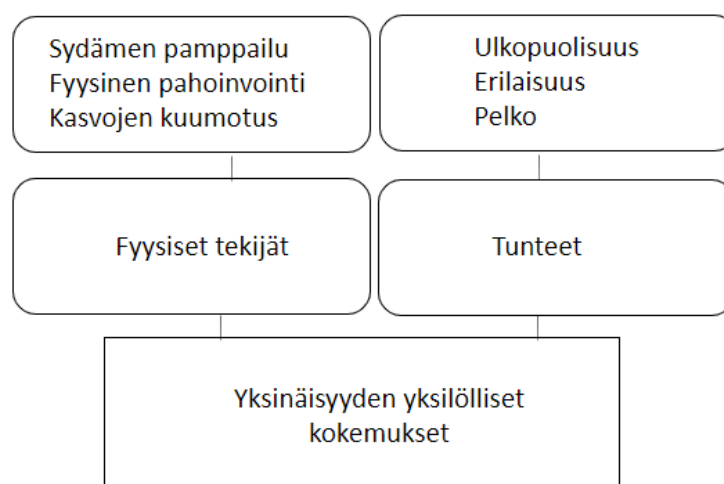 Sydämen pamppailu
Fyysinen pahoinvointi
Kasvojen kuumotus
Ulkopuolisuus
Erilaisuus
Pelko
Fyysiset tekijät
Tunteet
Yksinäisyyden yksilölliset
kokemukset